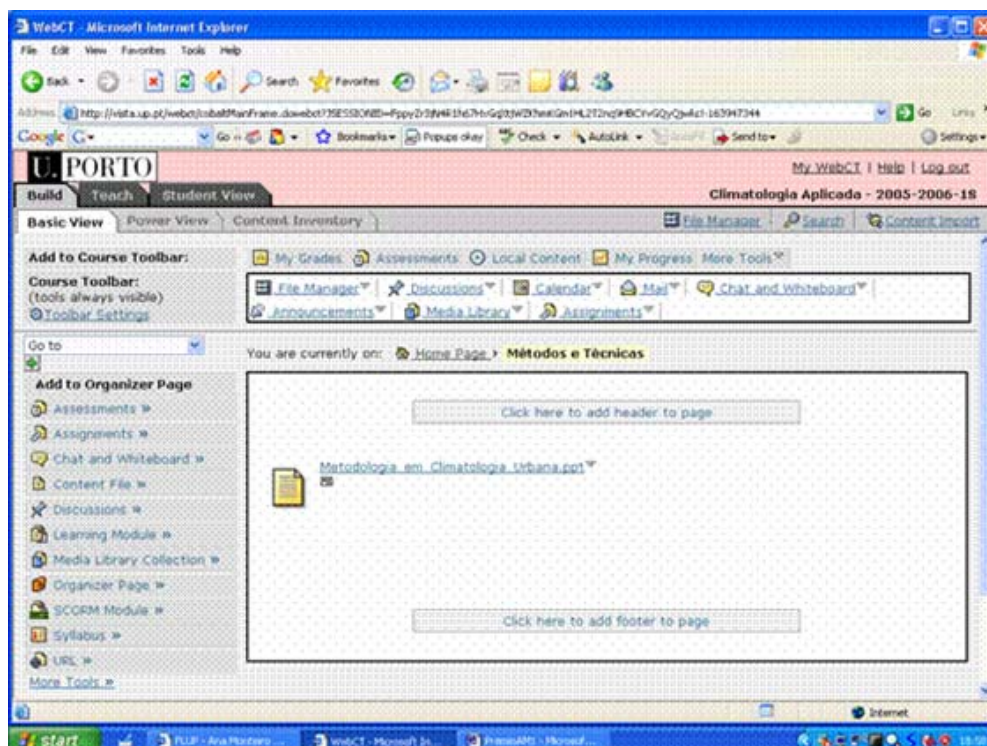 WebCT - Microsoft Internet Explorer
File Edit View Favorites Tools Help
Back Search Favorites
Address
Google G Go Bookmarks Popups okay Check AutoLink Send to Settings
Go Links
U. PORTO
My WebCT | Help | Log out
Build Teach Student View
Climatologia Aplicada - 2005-2006-1S
Basic View Power View Content Inventory
File Manager Search Content Import
Add to Course Toolbar:
My Grades Assessments Local Content My Progress More Tools
Course Toolbar:
(tools always visible)
Toolbar Settings
File Manager Discussions Calendar Mail Chat and Whiteboard
Announcements Media Library Assignments
Go to
You are currently on: Home Page > Métodos e Técnicas
Add to Organizer Page
Assessments »
Assignments »
Chat and Whiteboard »
Content File »
Discussions »
Learning Module »
Media Library Collection »
Organizer Page »
SCORM Module »
Syllabus »
URL »
More Tools »
Click here to add header to page
Metodologia_em_Climatologia_Urbana.ppt
Click here to add footer to page
Internet
start
FLUP - Ana Monteiro ...
WebCT - Microsoft In...